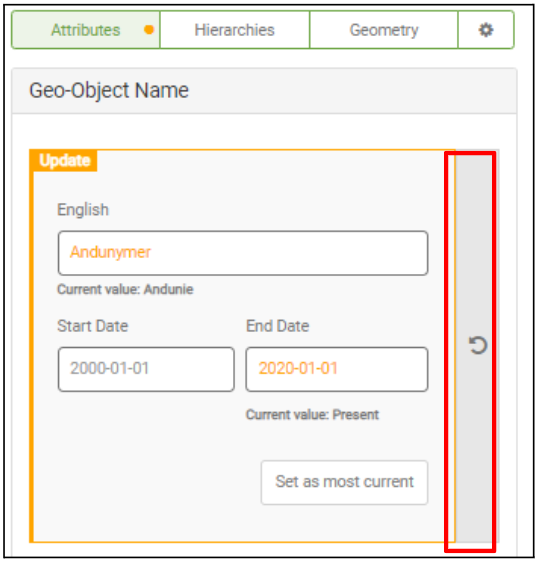 Attributes Hierarchies Geometry
Geo-Object Name
Update
English
Andunymer
Current value: Andunie
Start Date End Date
2000-01-01 2020-01-01
Current value: Present
Set as most current